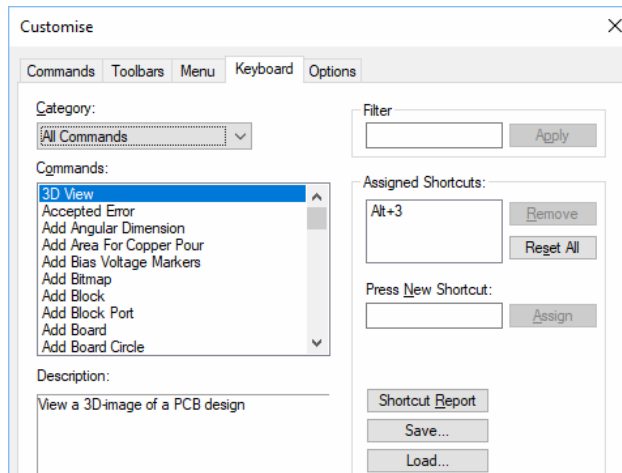 Customise
Commands Toolbars Menu Keyboard Options
Category:
All Commands
Commands:
3D View
Accepted Error
Add Angular Dimension
Add Area For Copper Pour
Add Bias Voltage Markers
Add Bitmap
Add Block
Add Block Port
Add Board
Add Board Circle
Description:
View a 3D-image of a PCB design
Filter
Apply
Assigned Shortcuts:
Alt+3
Remove
Reset All
Press New Shortcut:
Assign
Shortcut Report
Save...
Load...